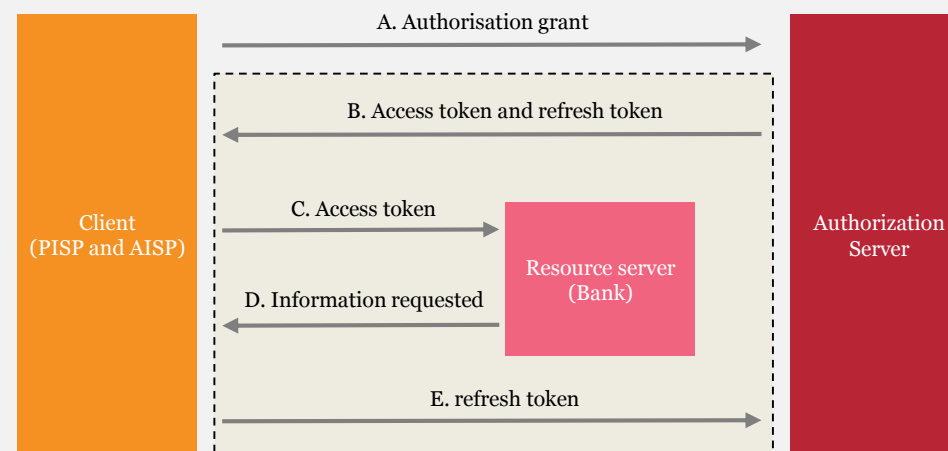 A. Authorisation grant
B. Access token and refresh token
Client
(PISP and AISP)
C. Access token
Authorization
Server
Resource server
(Bank)
D. Information requested
E. refresh token